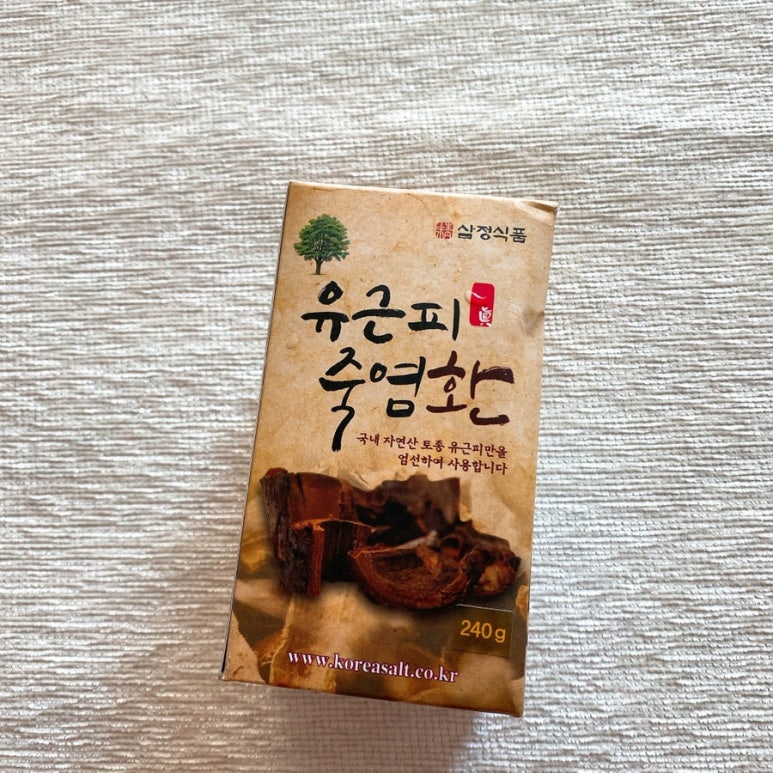 삼정식품
유근피
眞
죽염환
국내 자연산 토종 유근피만을
엄선하여 사용합니다
240g
www.koreasalt.co.kr